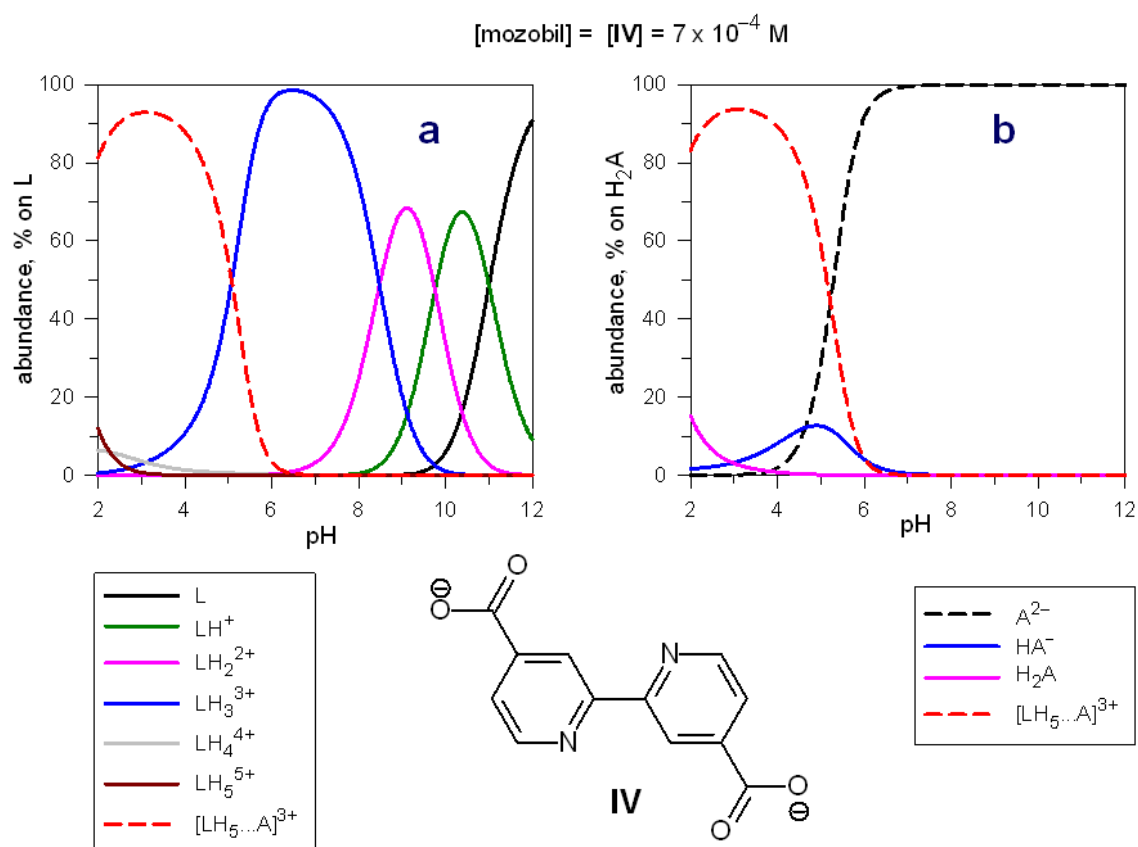 [mozobil] = [IV] = 7 x 10⁻⁴ M
a
abundance, % on L
100
80
60
40
20
0
2 4 6 8 10 12
pH
b
abundance, % on H₂A
100
80
60
40
20
0
2 4 6 8 10 12
pH
L
LH⁺
LH₂²⁺
LH₃³⁺
LH₄⁴⁺
LH₅⁵⁺
[LH₅...A]³⁺
O
⊖
O
N
N
O
⊖
O
IV
A²⁻
HA⁻
H₂A
[LH₅...A]³⁺